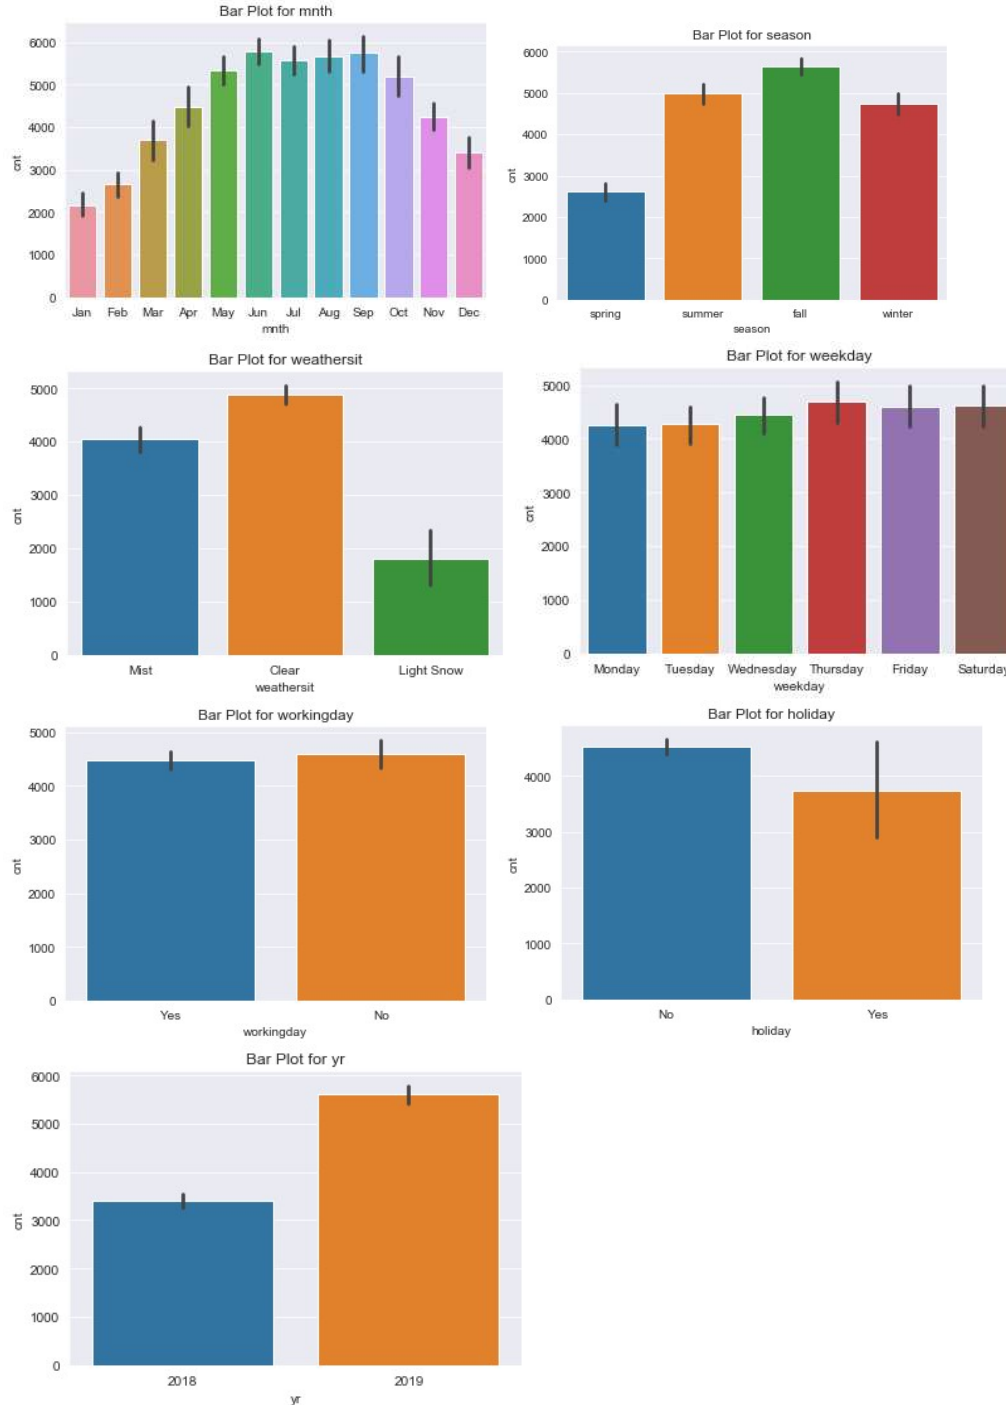 Bar Plot for mnth
6000
5000
4000
3000
2000
1000
0
cnt
Jan Feb Mar Apr May Jun Jul Aug Sep Oct Nov Dec
mnth
Bar Plot for season
6000
5000
4000
3000
2000
1000
0
cnt
spring summer fall winter
season
Bar Plot for weathersit
5000
4000
3000
2000
1000
0
cnt
Mist Clear Light Snow
weathersit
Bar Plot for weekday
5000
4000
3000
2000
1000
0
cnt
Monday Tuesday Wednesday Thursday Friday Saturday
weekday
Bar Plot for workingday
5000
4000
3000
2000
1000
0
cnt
Yes No
workingday
Bar Plot for holiday
4000
3000
2000
1000
0
cnt
No Yes
holiday
Bar Plot for yr
6000
5000
4000
3000
2000
1000
0
cnt
2018 2019
yr